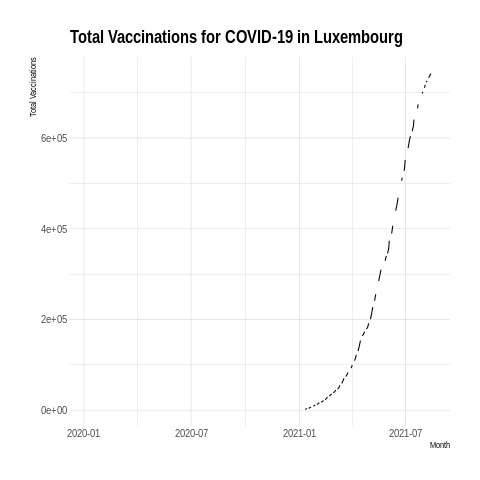 Total Vaccinations for COVID-19 in Luxembourg
Total Vaccinations
6e+05
4e+05
2e+05
0e+00
2020-01 2020-07 2021-01 2021-07
Month